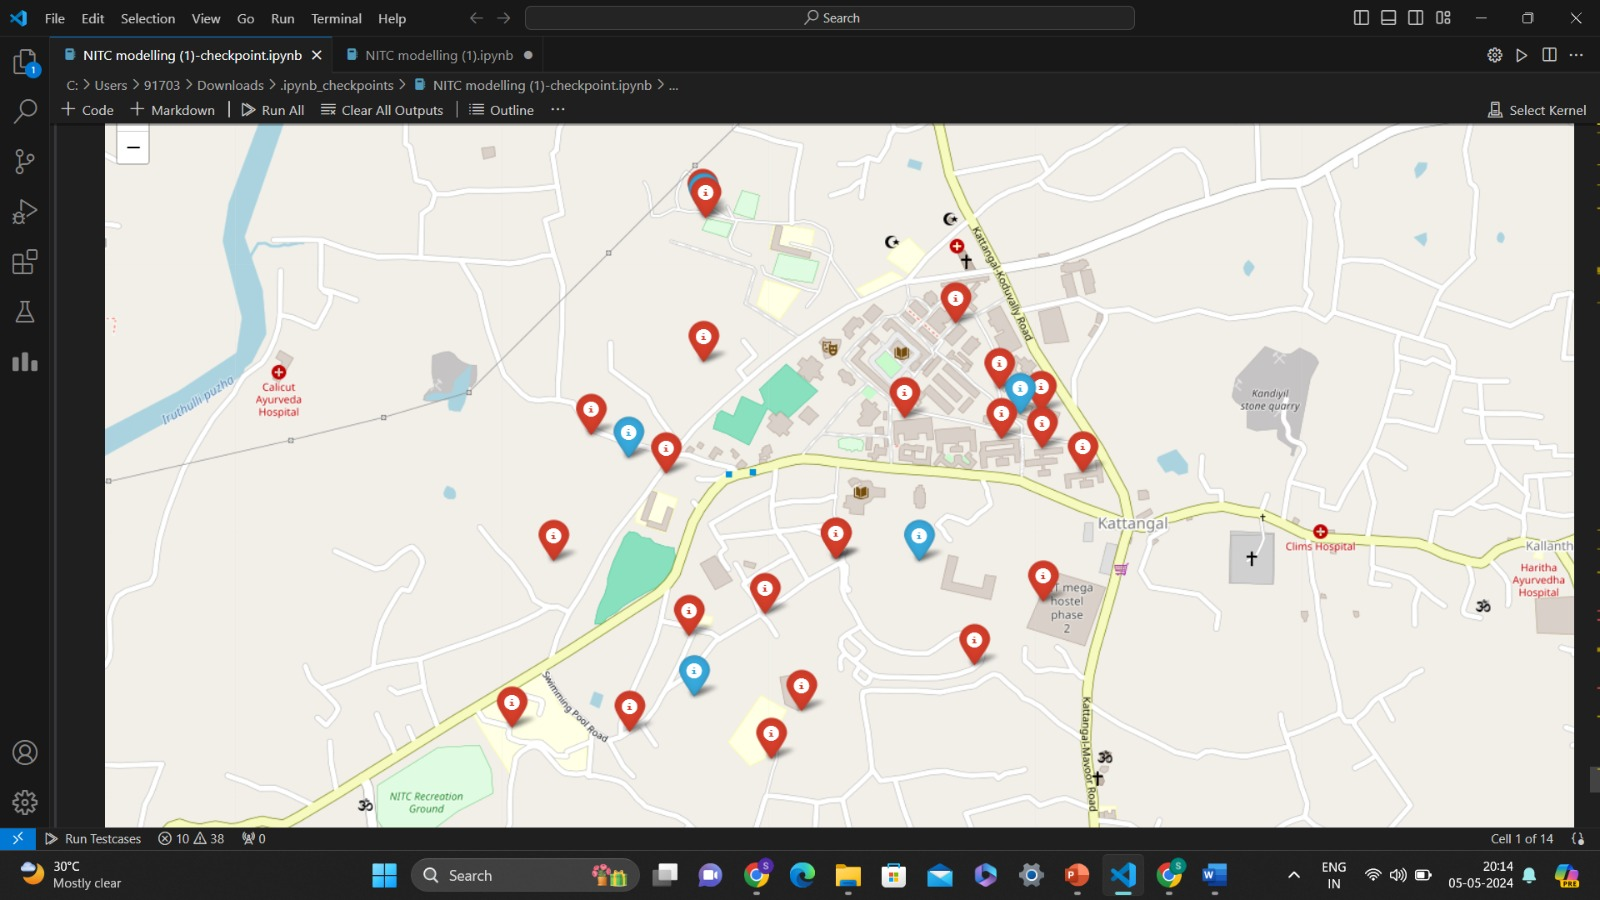 File Edit Selection View Go Run Terminal Help
Search
NITC modelling (1)-checkpoint.ipynb
NITC modelling (1).ipynb
C: > Users > 91703 > Downloads > .ipynb_checkpoints > NITC modelling (1)-checkpoint.ipynb > ...
+ Code + Markdown | Run All Clear All Outputs | Outline ...
Select Kernel
1
−
Kattangal-Koduvally Road
Iruthulli puzha
Calicut
Ayurveda
Hospital
Kandiyil
stone quarry
Kattangal
Clims Hospital
Kallanth
Haritha
Ayurvedha
Hospital
T mega
hostel
phase
2
Swimming Pool Road
Kattangal-Mavoor Road
NITC Recreation
Ground
Run Testcases 10 38 0
Cell 1 of 14
30°C
Mostly clear
Search
ENG
IN
20:14
05-05-2024
PRE